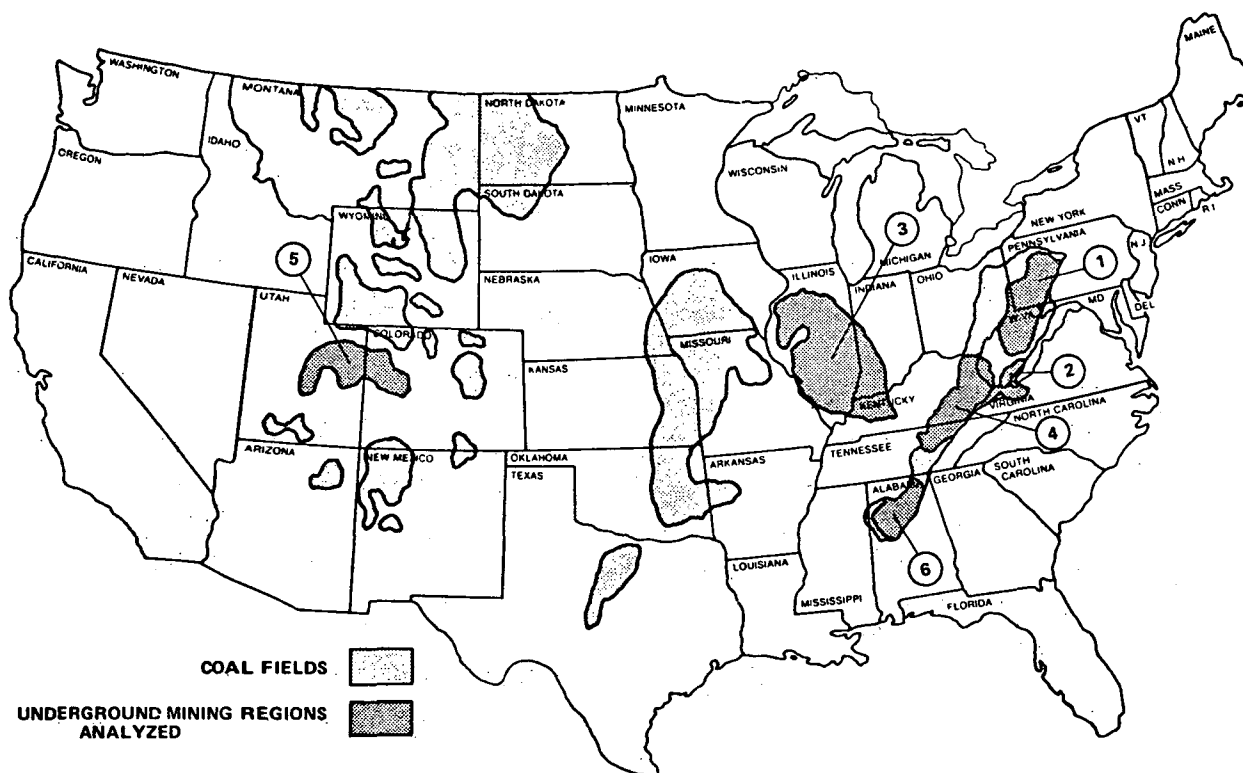 WASHINGTON
MONTANA
NORTH DAKOTA
MINNESOTA
MAINE
VT
NH
IDAHO
OREGON
WISCONSIN
SOUTH DAKOTA
MASS
CONN
R I
NEW YORK
WYOMING
3
MICHIGAN
PENNSYLVANIA
NJ
5
IOWA
ILLINOIS
INDIANA
OHIO
1
CALIFORNIA
NEVADA
UTAH
NEBRASKA
MD
DEL
COLORADO
MISSOURI
KANSAS
2
KENTUCKY
VIRGINIA
NORTH CAROLINA
4
ARIZONA
NEW MEXICO
OKLAHOMA
TEXAS
ARKANSAS
TENNESSEE
SOUTH
CAROLINA
ALABAMA
GEORGIA
LOUISIANA
6
MISSISSIPPI
FLORIDA
COAL FIELDS
UNDERGROUND MINING REGIONS
ANALYZED